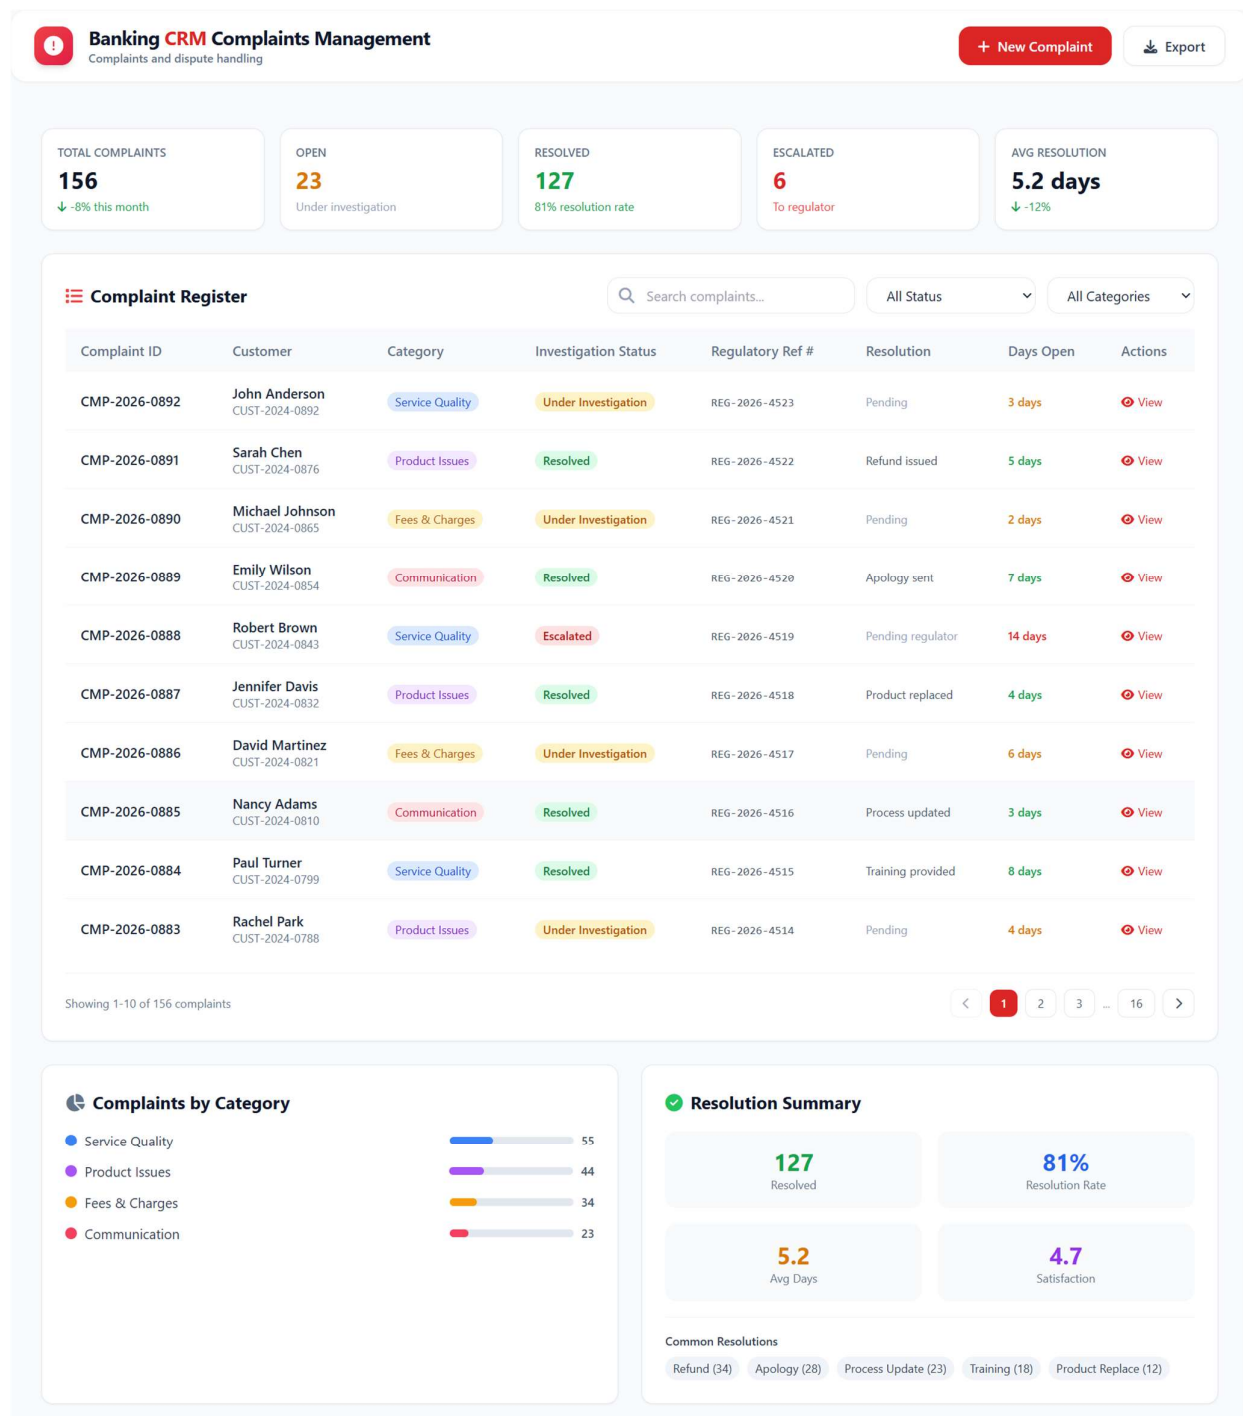 Banking CRM Complaints Management
Complaints and dispute handling
+ New Complaint
Export
TOTAL COMPLAINTS
156
↓ -8% this month
OPEN
23
Under investigation
RESOLVED
127
81% resolution rate
ESCALATED
6
To regulator
AVG RESOLUTION
5.2 days
↓ -12%
Complaint Register
Search complaints...
All Status
All Categories
Complaint ID Customer Category Investigation Status Regulatory Ref # Resolution Days Open Actions
CMP-2026-0892 John Anderson Service Quality Under Investigation REG-2026-4523 Pending 3 days View
CUST-2024-0892
CMP-2026-0891 Sarah Chen Product Issues Resolved REG-2026-4522 Refund issued 5 days View
CUST-2024-0876
CMP-2026-0890 Michael Johnson Fees & Charges Under Investigation REG-2026-4521 Pending 2 days View
CUST-2024-0865
CMP-2026-0889 Emily Wilson Communication Resolved REG-2026-4520 Apology sent 7 days View
CUST-2024-0854
CMP-2026-0888 Robert Brown Service Quality Escalated REG-2026-4519 Pending regulator 14 days View
CUST-2024-0843
CMP-2026-0887 Jennifer Davis Product Issues Resolved REG-2026-4518 Product replaced 4 days View
CUST-2024-0832
CMP-2026-0886 David Martinez Fees & Charges Under Investigation REG-2026-4517 Pending 6 days View
CUST-2024-0821
CMP-2026-0885 Nancy Adams Communication Resolved REG-2026-4516 Process updated 3 days View
CUST-2024-0810
CMP-2026-0884 Paul Turner Service Quality Resolved REG-2026-4515 Training provided 8 days View
CUST-2024-0799
CMP-2026-0883 Rachel Park Product Issues Under Investigation REG-2026-4514 Pending 4 days View
CUST-2024-0788
Showing 1-10 of 156 complaints
1 2 3 ... 16
Complaints by Category
Service Quality 55
Product Issues 44
Fees & Charges 34
Communication 23
Resolution Summary
127
Resolved
81%
Resolution Rate
5.2
Avg Days
4.7
Satisfaction
Common Resolutions
Refund (34) Apology (28) Process Update (23) Training (18) Product Replace (12)